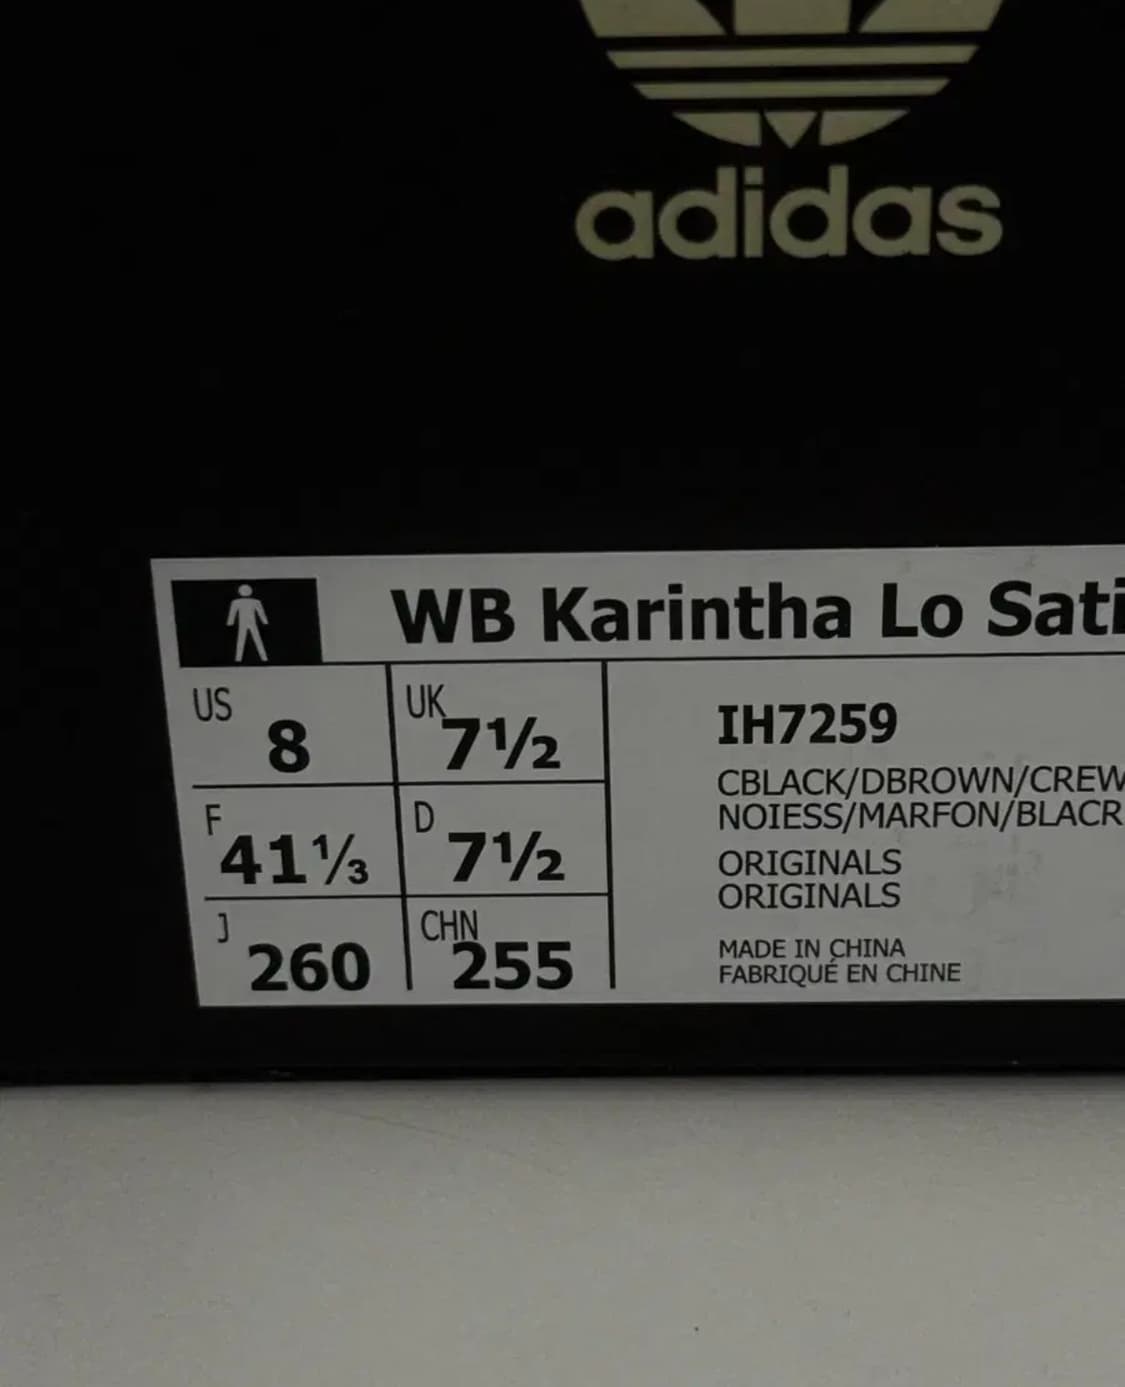 adidas
WB Karintha Lo Sati
US 8
UK 7½
F 41⅓
D 7½
J 260
CHN 255
IH7259
CBLACK/DBROWN/CREW
NOIESS/MARFON/BLACR
ORIGINALS
ORIGINALS
MADE IN CHINA
FABRIQUÉ EN CHINE